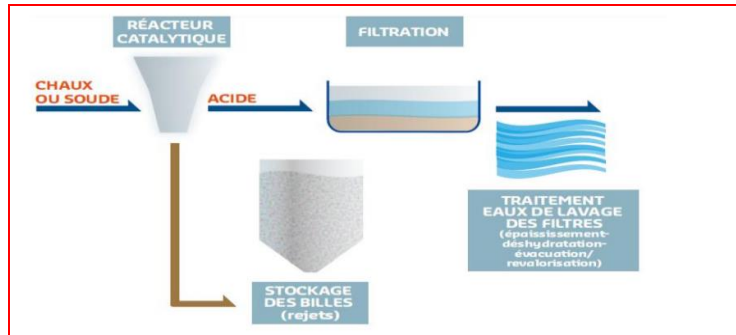 RÉACTEUR
CATALYTIQUE
FILTRATION
CHAUX
OU SOUDE
ACIDE
TRAITEMENT
EAUX DE LAVAGE
DES FILTRES
(épaississement-
déshydratation-
évacuation/
revalorisation)
STOCKAGE
DES BILLES
(rejets)